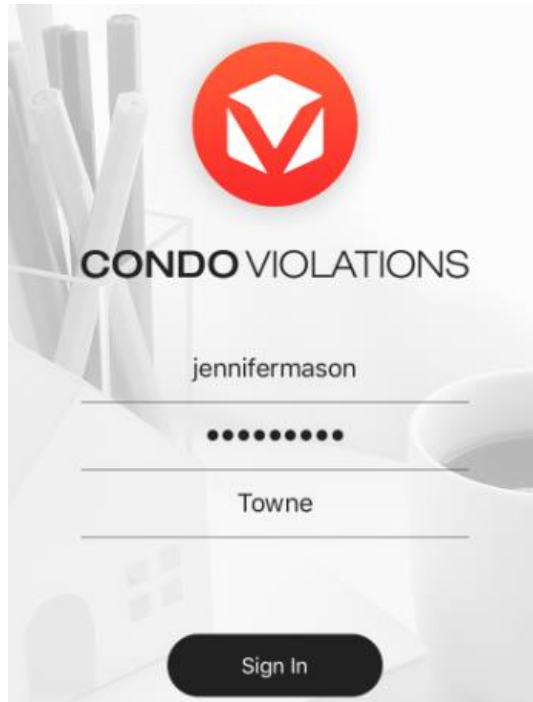 CONDO VIOLATIONS
jennifermason
•••••••••
Towne
Sign In